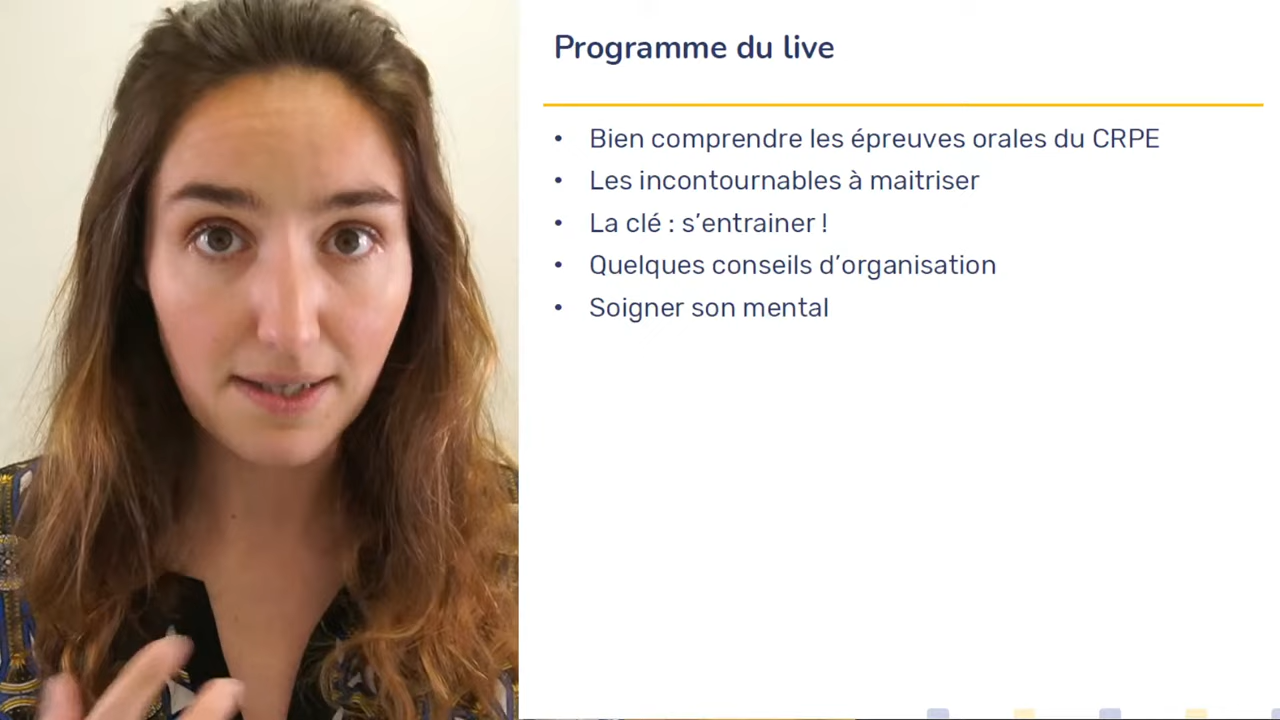 Programme du live
• Bien comprendre les épreuves orales du CRPE
• Les incontournables à maitriser
• La clé : s’entrainer !
• Quelques conseils d’organisation
• Soigner son mental